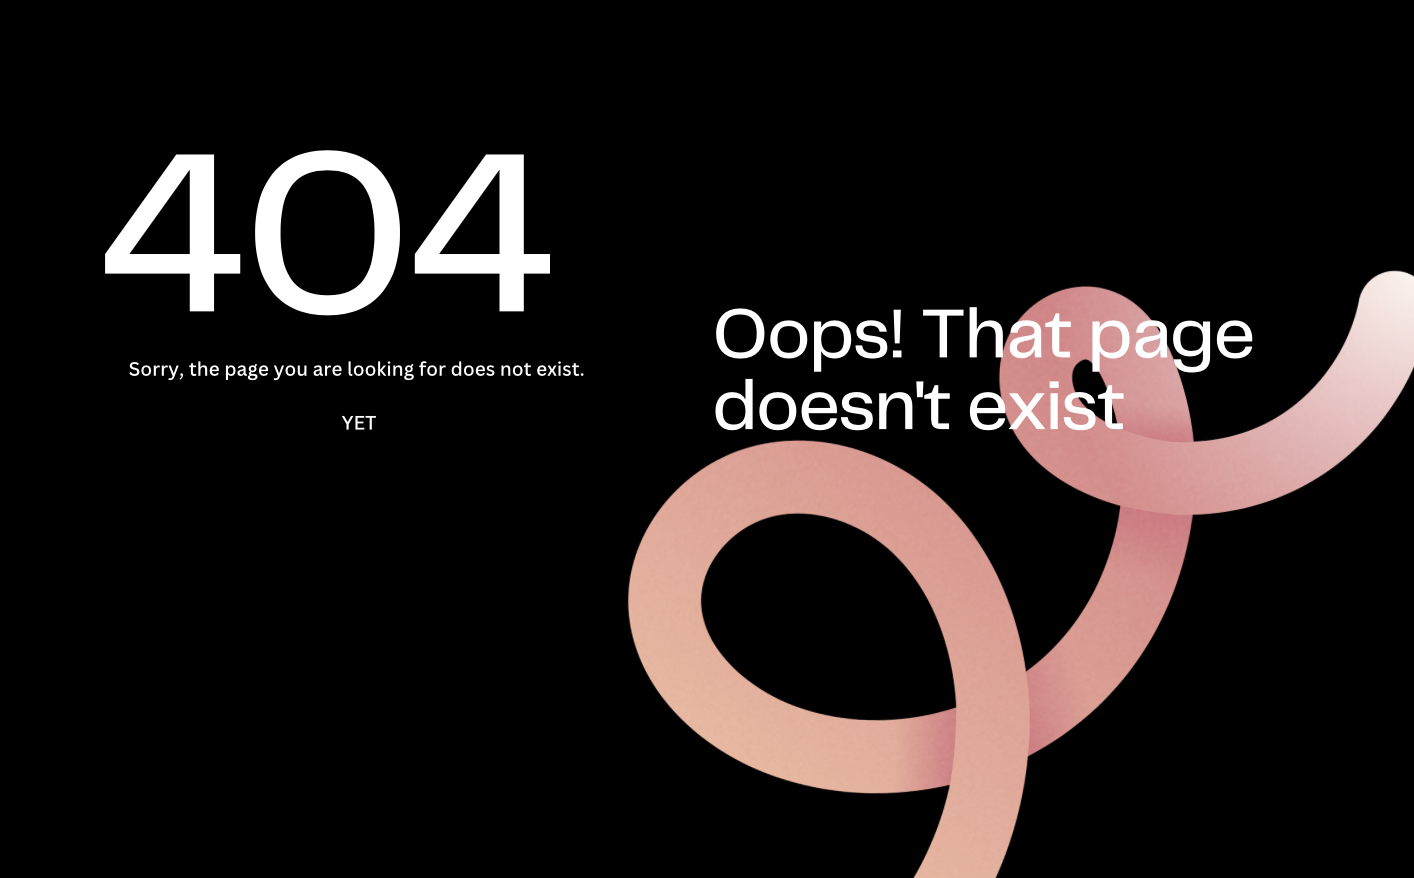 404
Sorry, the page you are looking for does not exist.
YET
Oops! That page
doesn't exist